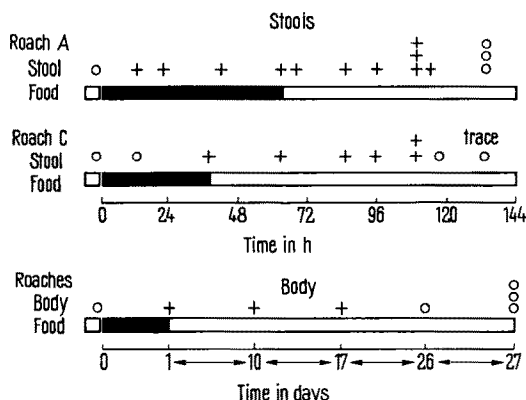 Stools
Roach A
Stool
Food
Roach C
Stool
trace
Food
0 24 48 72 96 120 144
Time in h
Roaches
Body
Body
Food
0 1 10 17 26 27
Time in days